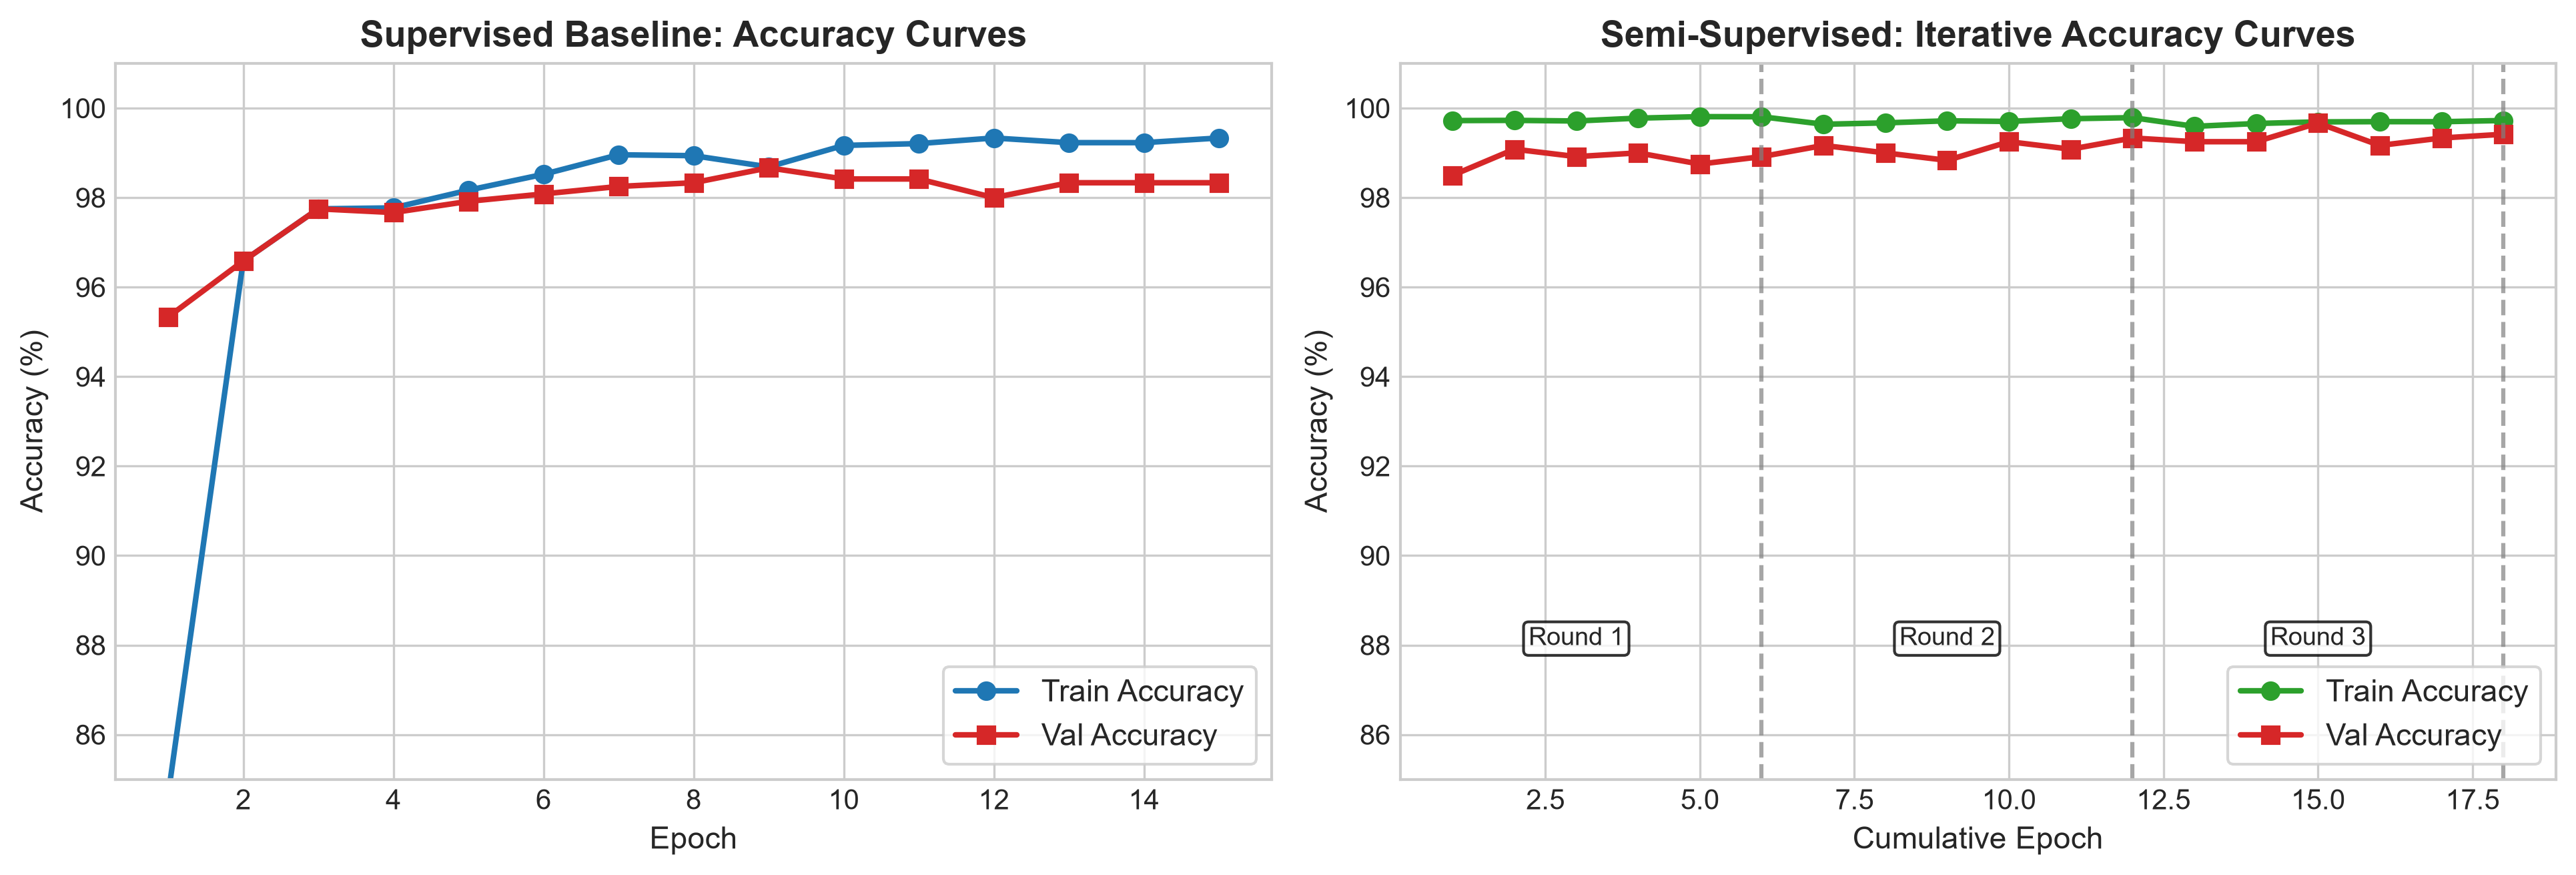 Supervised Baseline: Accuracy Curves
Accuracy (%)
100
98
96
94
92
90
88
86
2
4
6
8
10
12
14
Epoch
Train Accuracy
Val Accuracy
Semi-Supervised: Iterative Accuracy Curves
Accuracy (%)
100
98
96
94
92
90
88
86
Round 1
Round 2
Round 3
Train Accuracy
Val Accuracy
2.5
5.0
7.5
10.0
12.5
15.0
17.5
Cumulative Epoch